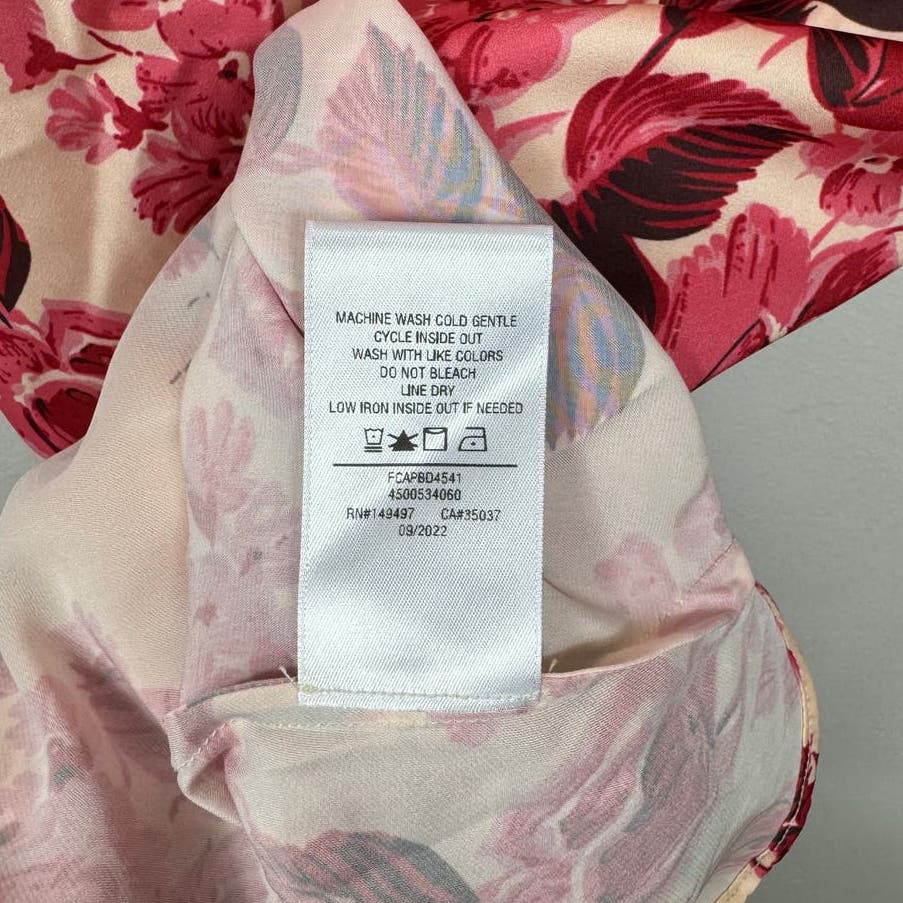 MACHINE WASH COLD GENTLE
CYCLE INSIDE OUT
WASH WITH LIKE COLORS
DO NOT BLEACH
LINE DRY
LOW IRON INSIDE OUT IF NEEDED
FCAPBD4541
4500534060
RN#149497 CA#35037
09/2022